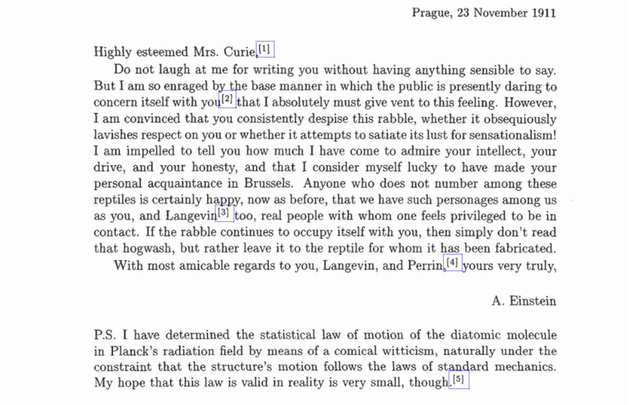 Prague, 23 November 1911
Highly esteemed Mrs. Curie,[1]
Do not laugh at me for writing you without having anything sensible to say.
But I am so enraged by the base manner in which the public is presently daring to
concern itself with you[2] that I absolutely must give vent to this feeling. However,
I am convinced that you consistently despise this rabble, whether it obsequiously
lavishes respect on you or whether it attempts to satiate its lust for sensationalism!
I am impelled to tell you how much I have come to admire your intellect, your
drive, and your honesty, and that I consider myself lucky to have made your
personal acquaintance in Brussels. Anyone who does not number among these
reptiles is certainly happy, now as before, that we have such personages among us
as you, and Langevin[3] too, real people with whom one feels privileged to be in
contact. If the rabble continues to occupy itself with you, then simply don't read
that hogwash, but rather leave it to the reptile for whom it has been fabricated.
With most amicable regards to you, Langevin, and Perrin,[4] yours very truly,
A. Einstein
P.S. I have determined the statistical law of motion of the diatomic molecule
in Planck's radiation field by means of a comical witticism, naturally under the
constraint that the structure's motion follows the laws of standard mechanics.
My hope that this law is valid in reality is very small, though.[5]